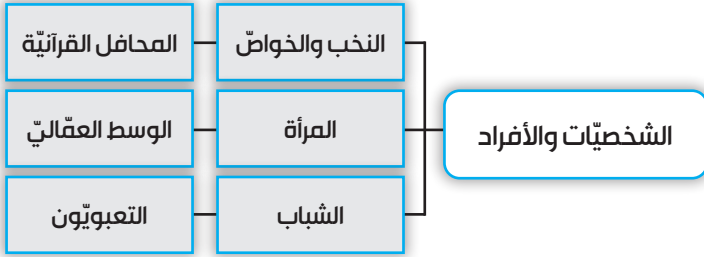 الشخصيّات والأفراد
النخب والخواصّ
المحافل القرآنيّة
المرأة
الوسط العمّاليّ
الشباب
التعبويّون